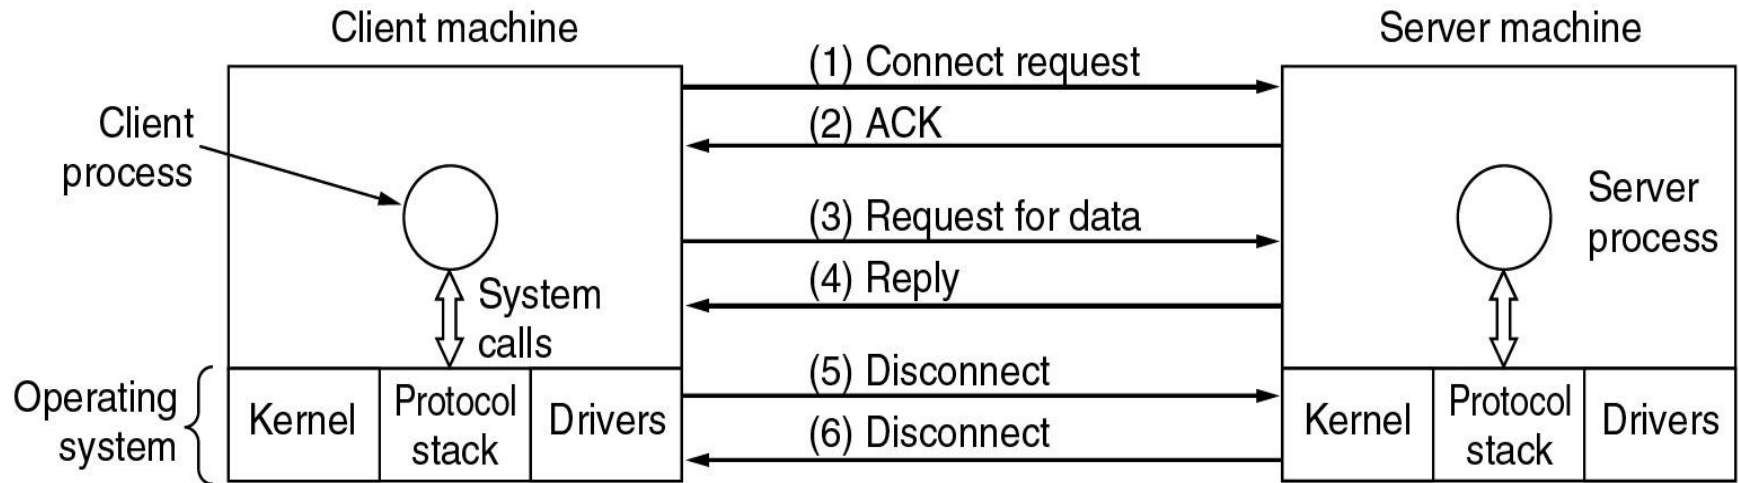 Client machine
Server machine
(1) Connect request
(2) ACK
Client
process
(3) Request for data
Server
process
(4) Reply
System
calls
(5) Disconnect
Operating
system
Kernel
Protocol
stack
Drivers
(6) Disconnect
Kernel
Protocol
stack
Drivers